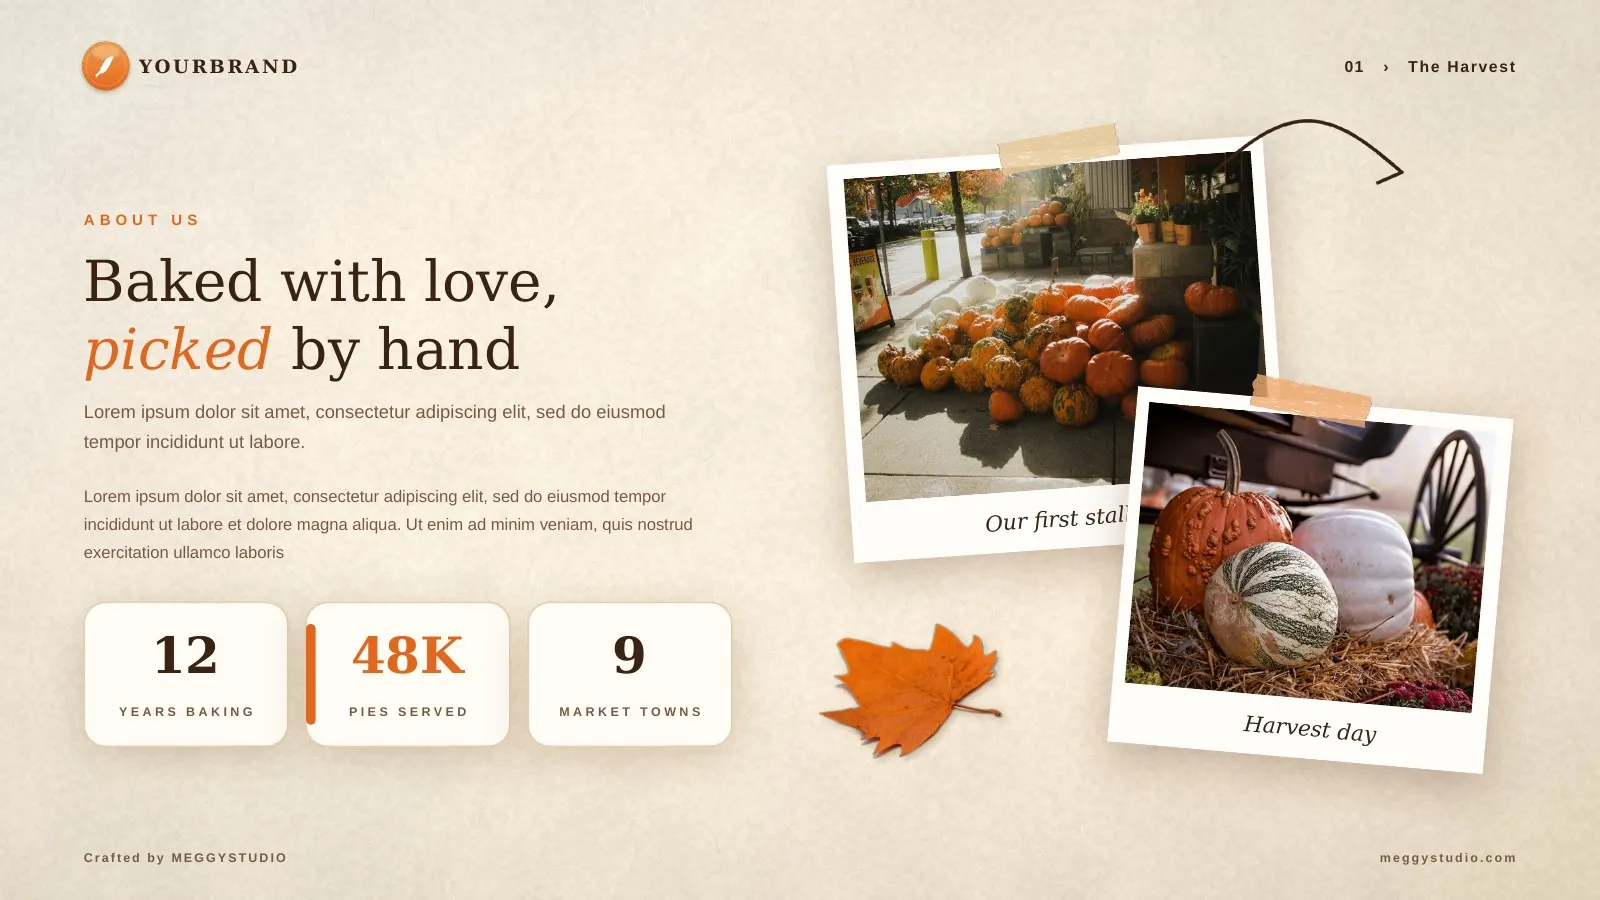 YOURBRAND
01 › The Harvest
ABOUT US
Baked with love,
picked by hand
Lorem ipsum dolor sit amet, consectetur adipiscing elit, sed do eiusmod
tempor incididunt ut labore.
Lorem ipsum dolor sit amet, consectetur adipiscing elit, sed do eiusmod tempor
incididunt ut labore et dolore magna aliqua. Ut enim ad minim veniam, quis nostrud
exercitation ullamco laboris
12
YEARS BAKING
48K
PIES SERVED
9
MARKET TOWNS
BEVERAGE
Our first stall
Harvest day
Crafted by MEGGYSTUDIO
meggystudio.com